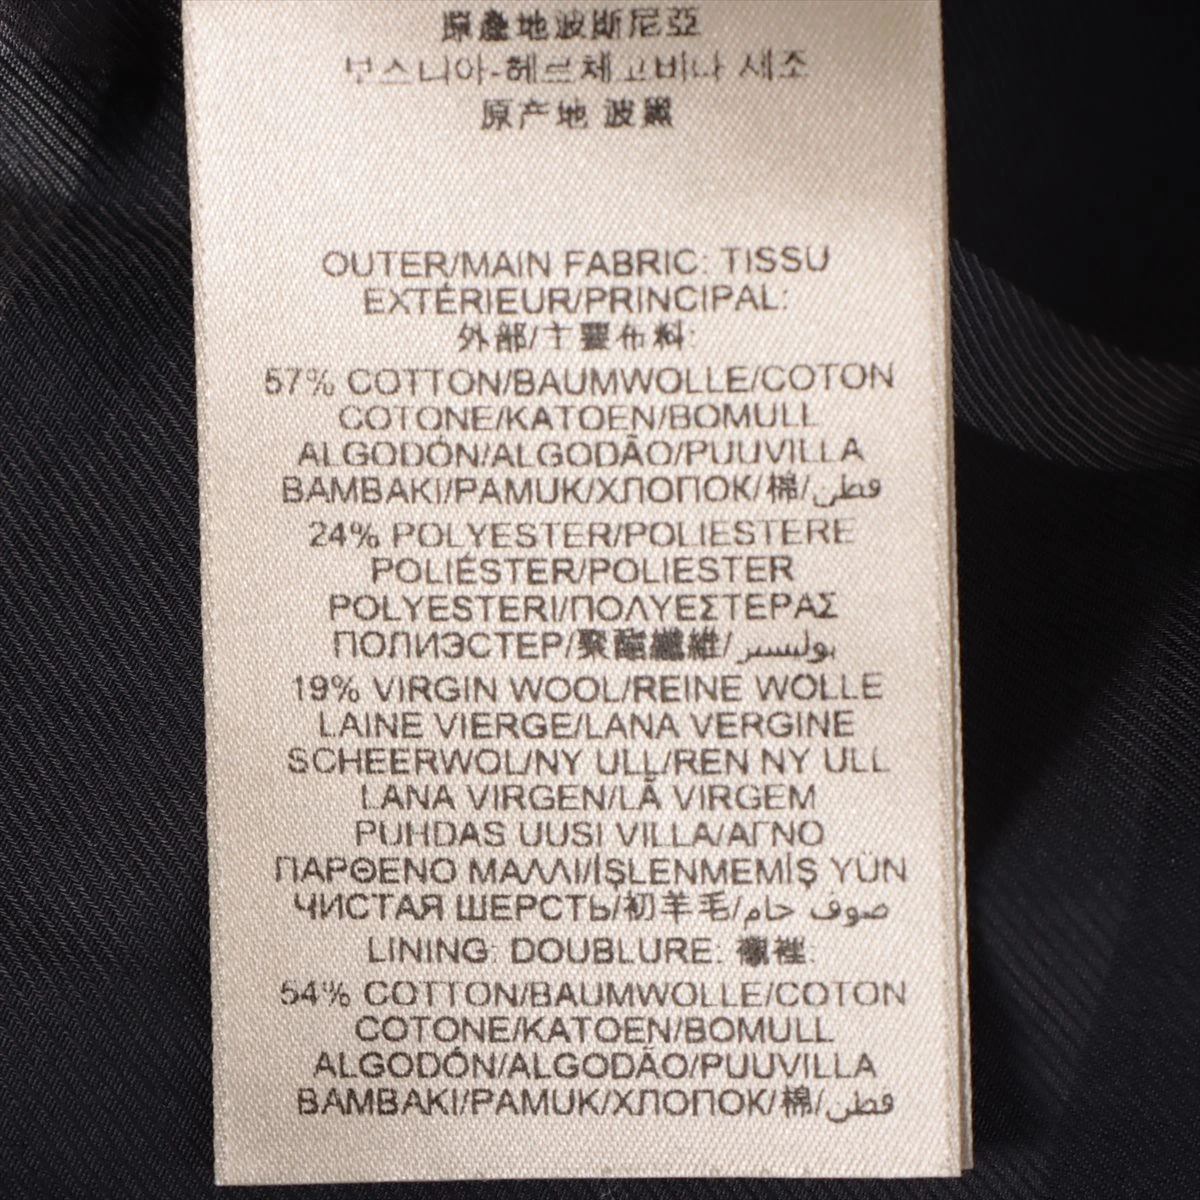 原產地波斯尼亞
보스니아-헤르체고비나 세조
原产地 波黑
OUTER/MAIN FABRIC: TISSU
EXTÉRIEUR/PRINCIPAL:
外部/主要布料:
57% COTTON/BAUMWOLLE/COTON
COTONE/KATOEN/BOMULL
ALGODÓN/ALGODÃO/PUUVILLA
BAMBAKI/PAMUK/ХЛОПОК/棉/قطن
24% POLYESTER/POLIESTERE
POLIÉSTER/POLIESTER
POLYESTERI/ΠΟΛΥΕΣΤΕΡΑΣ
ПОЛИЭСТЕР/聚酯纖維/بوليستر
19% VIRGIN WOOL/REINE WOLLE
LAINE VIERGE/LANA VERGINE
SCHEERWOL/NY ULL/REN NY ULL
LANA VIRGEN/LÃ VIRGEM
PUHDAS UUSI VILLA/ΑΓΝΟ
ΠΑΡΘΕΝΟ ΜΑΛΛΙ/İŞLENMEMİŞ YÜN
ЧИСТАЯ ШЕРСТЬ/初羊毛/صوف خام
LINING: DOUBLURE: 襯裡:
54% COTTON/BAUMWOLLE/COTON
COTONE/KATOEN/BOMULL
ALGODÓN/ALGODÃO/PUUVILLA
BAMBAKI/PAMUK/ХЛОПОК/棉/قطن